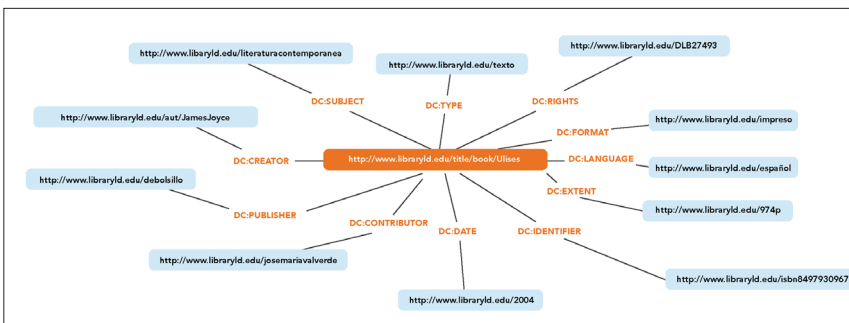 http://www.libraryld.edu/DLB27493
http://www.libaryld.edu/literaturacontemporanea
http://www.libraryld.edu/texto
DC:SUBJECT
DC:TYPE
DC:RIGHTS
http://www.libraryld.edu/aut/JamesJoyce
http://www.libraryld.edu/impreso
DC:FORMAT
DC:CREATOR
http://www.libraryld.edu/title/book/Ulises
DC:LANGUAGE
http://www.libraryld.edu/español
http://www.libraryld.edu/debolsillo
DC:EXTENT
http://www.libraryld.edu/974p
DC:PUBLISHER
DC:CONTRIBUTOR
DC:DATE
DC:IDENTIFIER
http://www.libraryld.edu/josemariavalverde
http://www.libraryld.edu/isbn8497930967
http://www.libraryld.edu/2004